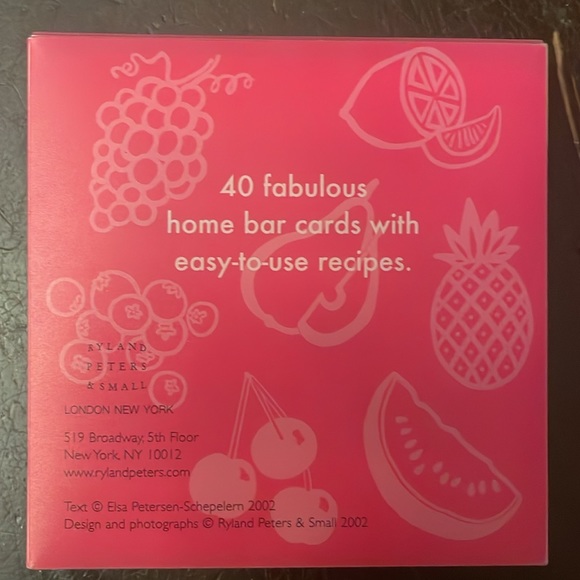 40 fabulous
home bar cards with
easy-to-use recipes.
RYLAND
PETERS
& SMALL
LONDON NEW YORK
519 Broadway, 5th Floor
New York, NY 10012
www.rylandpeters.com
Text © Elsa Petersen-Schepelern 2002
Design and photographs © Ryland Peters & Small 2002